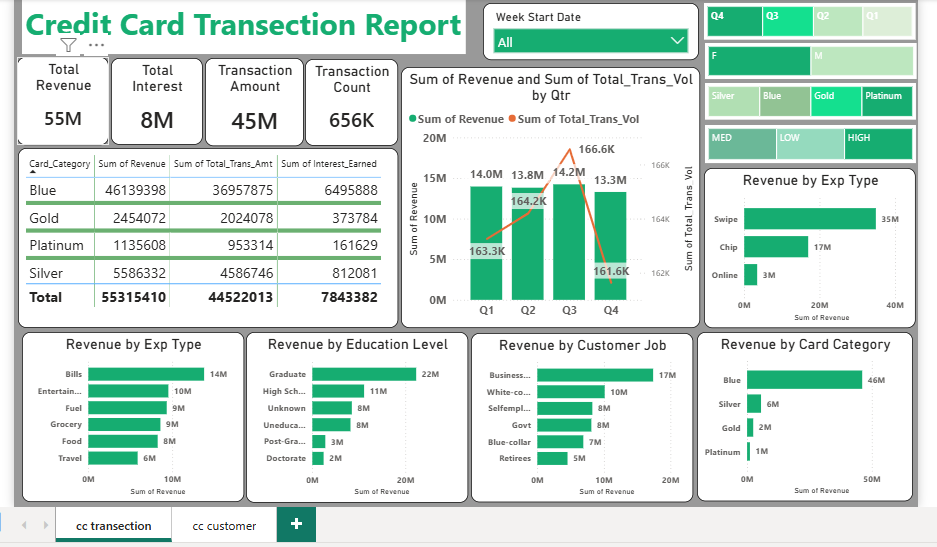 Credit Card Transection Report
Week Start Date
All
Q4 Q3 Q2 Q1
F M
Silver Blue Gold Platinum
MED LOW HIGH
Total Revenue
55M
Total Interest
8M
Transaction Amount
45M
Transaction Count
656K
Card_Category Sum of Revenue Sum of Total_Trans_Amt Sum of Interest_Earned
Blue 46139398 36957875 6495888
Gold 2454072 2024078 373784
Platinum 1135608 953314 161629
Silver 5586332 4586746 812081
Total 55315410 44522013 7843382
Sum of Revenue and Sum of Total_Trans_Vol
by Qtr
Sum of Revenue Sum of Total_Trans_Vol
20M
15M
10M
5M
0M
Sum of Revenue
14.0M 13.8M 14.2M 13.3M
163.3K 164.2K 166.6K 161.6K
166K
164K
162K
Sum of Total_Trans_Vol
Q1 Q2 Q3 Q4
Revenue by Exp Type
Swipe 35M
Chip 17M
Online 3M
0M 20M 40M
Sum of Revenue
Revenue by Exp Type
Bills 14M
Entertain... 10M
Fuel 9M
Grocery 9M
Food 8M
Travel 6M
0M 10M
Sum of Revenue
Revenue by Education Level
Graduate 22M
High Sch... 11M
Unknown 8M
Uneduca... 8M
Post-Gra... 3M
Doctorate 2M
0M 20M
Sum of Revenue
Revenue by Customer Job
Business... 17M
White-co... 10M
Selfempl... 8M
Govt 8M
Blue-collar 7M
Retirees 5M
0M 10M 20M
Sum of Revenue
Revenue by Card Category
Blue 46M
Silver 6M
Gold 2M
Platinum 1M
0M 50M
Sum of Revenue
cc transection cc customer +